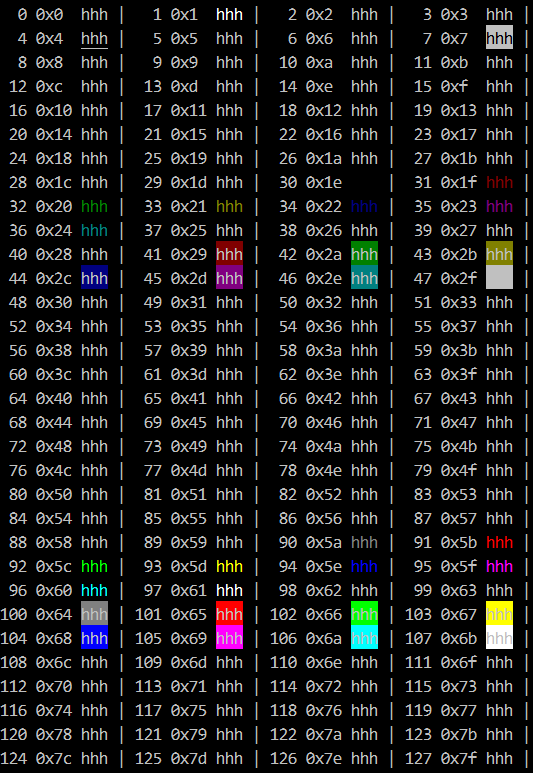 0 0x0 hhh | 1 0x1 hhh | 2 0x2 hhh | 3 0x3 hhh |
4 0x4 hhh | 5 0x5 hhh | 6 0x6 hhh | 7 0x7 hhh |
8 0x8 hhh | 9 0x9 hhh | 10 0xa hhh | 11 0xb hhh |
12 0xc hhh | 13 0xd hhh | 14 0xe hhh | 15 0xf hhh |
16 0x10 hhh | 17 0x11 hhh | 18 0x12 hhh | 19 0x13 hhh |
20 0x14 hhh | 21 0x15 hhh | 22 0x16 hhh | 23 0x17 hhh |
24 0x18 hhh | 25 0x19 hhh | 26 0x1a hhh | 27 0x1b hhh |
28 0x1c hhh | 29 0x1d hhh | 30 0x1e | 31 0x1f hhh |
32 0x20 hhh | 33 0x21 hhh | 34 0x22 hhh | 35 0x23 hhh |
36 0x24 hhh | 37 0x25 hhh | 38 0x26 hhh | 39 0x27 hhh |
40 0x28 hhh | 41 0x29 hhh | 42 0x2a hhh | 43 0x2b hhh |
44 0x2c hhh | 45 0x2d hhh | 46 0x2e hhh | 47 0x2f |
48 0x30 hhh | 49 0x31 hhh | 50 0x32 hhh | 51 0x33 hhh |
52 0x34 hhh | 53 0x35 hhh | 54 0x36 hhh | 55 0x37 hhh |
56 0x38 hhh | 57 0x39 hhh | 58 0x3a hhh | 59 0x3b hhh |
60 0x3c hhh | 61 0x3d hhh | 62 0x3e hhh | 63 0x3f hhh |
64 0x40 hhh | 65 0x41 hhh | 66 0x42 hhh | 67 0x43 hhh |
68 0x44 hhh | 69 0x45 hhh | 70 0x46 hhh | 71 0x47 hhh |
72 0x48 hhh | 73 0x49 hhh | 74 0x4a hhh | 75 0x4b hhh |
76 0x4c hhh | 77 0x4d hhh | 78 0x4e hhh | 79 0x4f hhh |
80 0x50 hhh | 81 0x51 hhh | 82 0x52 hhh | 83 0x53 hhh |
84 0x54 hhh | 85 0x55 hhh | 86 0x56 hhh | 87 0x57 hhh |
88 0x58 hhh | 89 0x59 hhh | 90 0x5a hhh | 91 0x5b hhh |
92 0x5c hhh | 93 0x5d hhh | 94 0x5e hhh | 95 0x5f hhh |
96 0x60 hhh | 97 0x61 hhh | 98 0x62 hhh | 99 0x63 hhh |
100 0x64 hhh | 101 0x65 hhh | 102 0x66 hhh | 103 0x67 hhh |
104 0x68 hhh | 105 0x69 hhh | 106 0x6a hhh | 107 0x6b hhh |
108 0x6c hhh | 109 0x6d hhh | 110 0x6e hhh | 111 0x6f hhh |
112 0x70 hhh | 113 0x71 hhh | 114 0x72 hhh | 115 0x73 hhh |
116 0x74 hhh | 117 0x75 hhh | 118 0x76 hhh | 119 0x77 hhh |
120 0x78 hhh | 121 0x79 hhh | 122 0x7a hhh | 123 0x7b hhh |
124 0x7c hhh | 125 0x7d hhh | 126 0x7e hhh | 127 0x7f hhh |